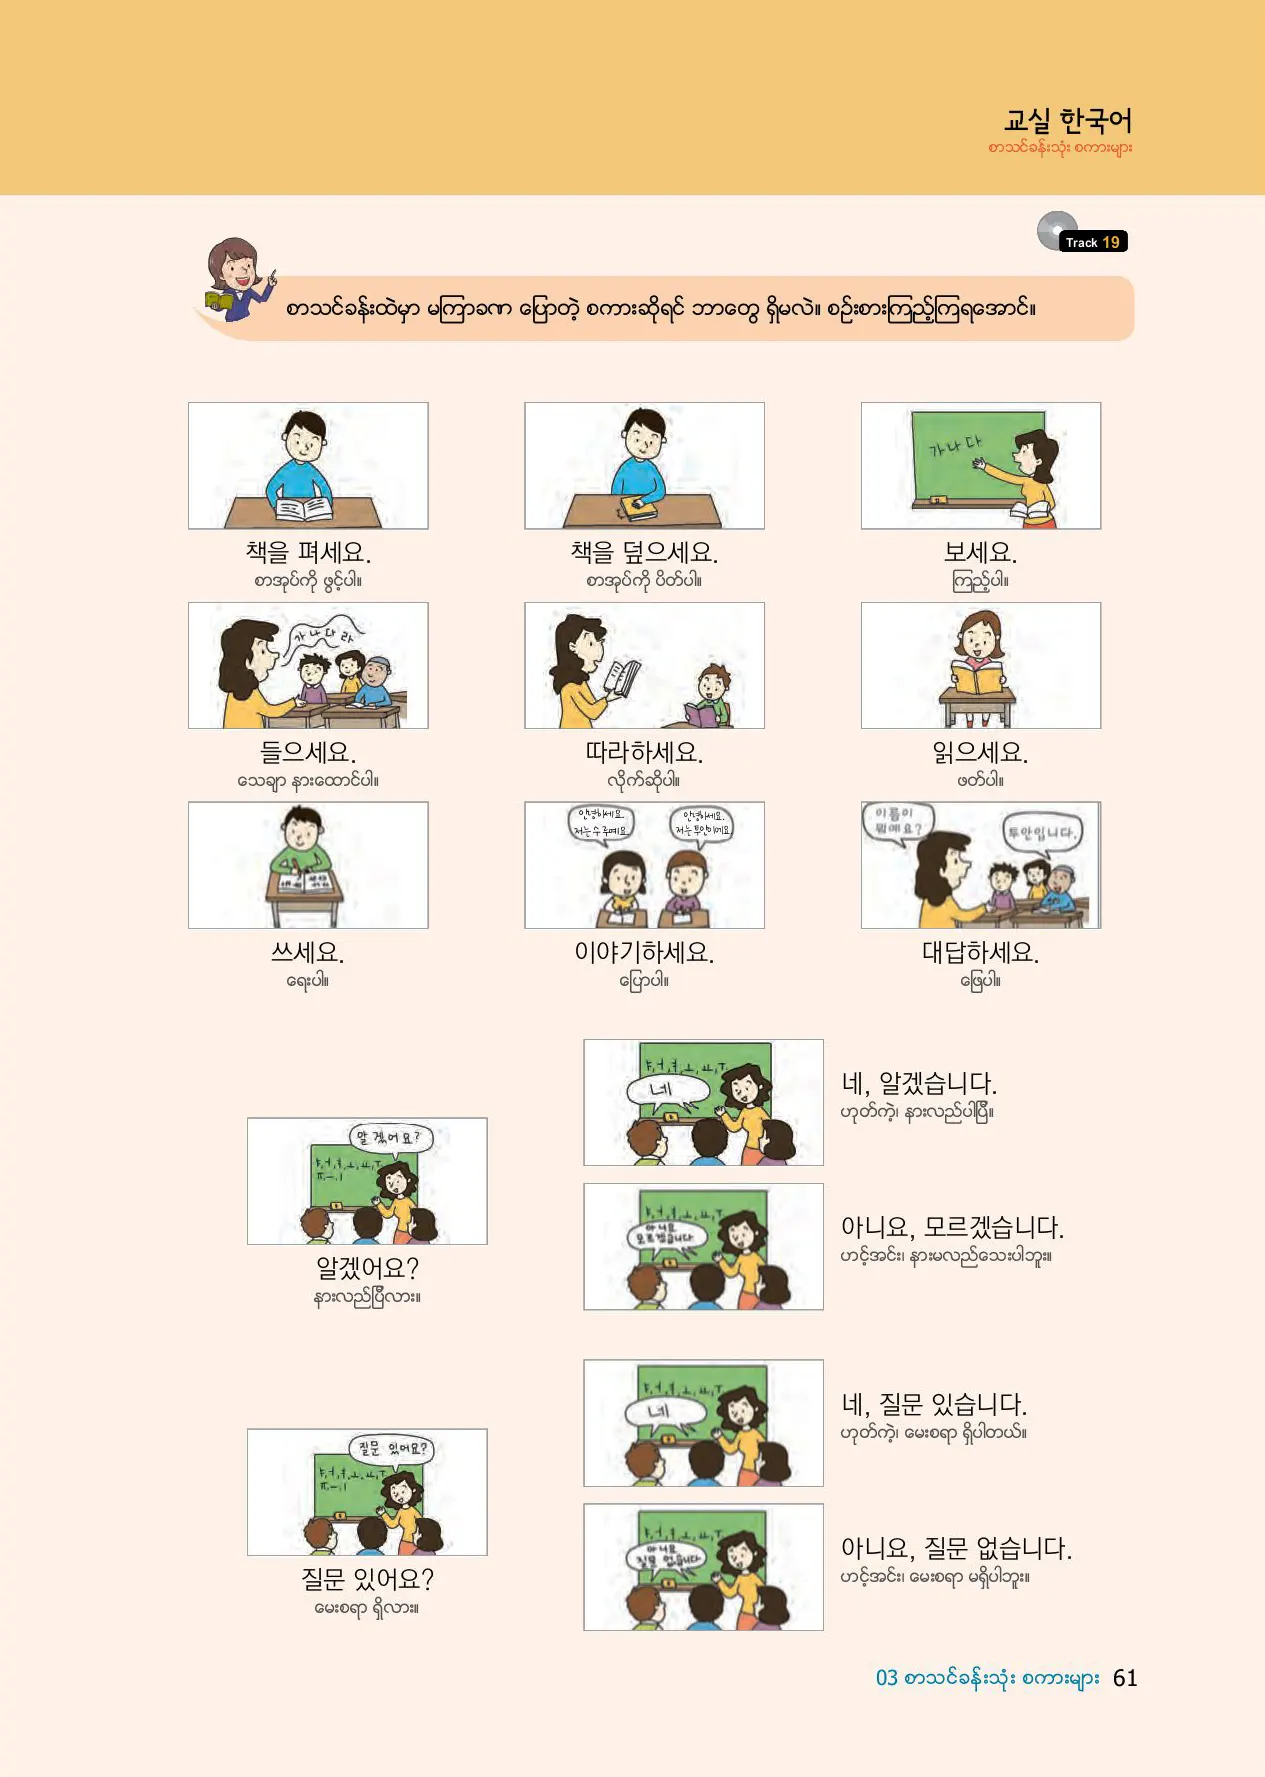 교실 한국어
စာသင်ခန်းသုံး စကားများ
Track 19
စာသင်ခန်းထဲမှာ မကြာခဏ ပြောတဲ့ စကားဆိုရင် ဘာတွေ ရှိမလဲ။ စဉ်းစားကြည့်ကြရအောင်။
가나다
책을 펴세요.
စာအုပ်ကို ဖွင့်ပါ။
책을 덮으세요.
စာအုပ်ကို ပိတ်ပါ။
보세요.
ကြည့်ပါ။
가나다라
들으세요.
သေချာ နားထောင်ပါ။
따라하세요.
လိုက်ဆိုပါ။
읽으세요.
ဖတ်ပါ။
안녕하세요.
저는 수루예요.
안녕하세요.
저는 투안이에요.
이름이
뭐예요?
투안입니다.
쓰세요.
ရေးပါ။
이야기하세요.
ပြောပါ။
대답하세요.
ဖြေပါ။
알겠어요?
알겠어요?
နားလည်ပြီလား။
네
네, 알겠습니다.
ဟုတ်ကဲ့၊ နားလည်ပါပြီ။
아니요
모르겠습니다
아니요, 모르겠습니다.
ဟင့်အင်း၊ နားမလည်သေးပါဘူး။
질문 있어요?
질문 있어요?
မေးစရာ ရှိလား။
네
네, 질문 있습니다.
ဟုတ်ကဲ့၊ မေးစရာ ရှိပါတယ်။
아니요
질문 없습니다
아니요, 질문 없습니다.
ဟင့်အင်း၊ မေးစရာ မရှိပါဘူး။
03 စာသင်ခန်းသုံး စကားများ 61